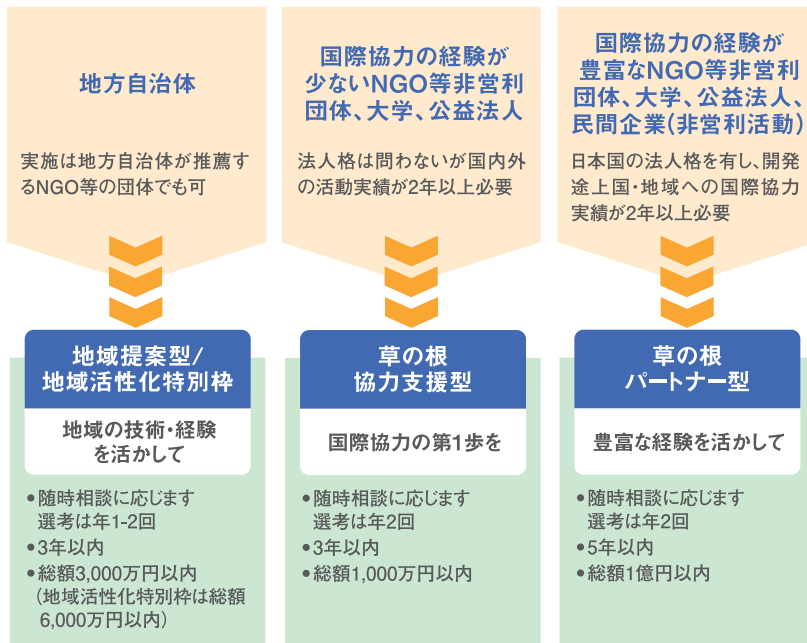 地方自治体
実施は地方自治体が推薦す
るNGO等の団体でも可
地域提案型/
地域活性化特別枠
地域の技術・経験
を活かして
•随時相談に応じます
選考は年1-2回
•3年以内
•総額3,000万円以内
(地域活性化特別枠は総額
6,000万円以内)
国際協力の経験が
少ないNGO等非営利
団体、大学、公益法人
法人格は問わないが国内外
の活動実績が2年以上必要
草の根
協力支援型
国際協力の第1歩を
•随時相談に応じます
選考は年2回
•3年以内
•総額1,000万円以内
国際協力の経験が
豊富なNGO等非営利
団体、大学、公益法人、
民間企業(非営利活動)
日本国の法人格を有し、開発
途上国・地域への国際協力
実績が2年以上必要
草の根
パートナー型
豊富な経験を活かして
•随時相談に応じます
選考は年2回
•5年以内
•総額1億円以内